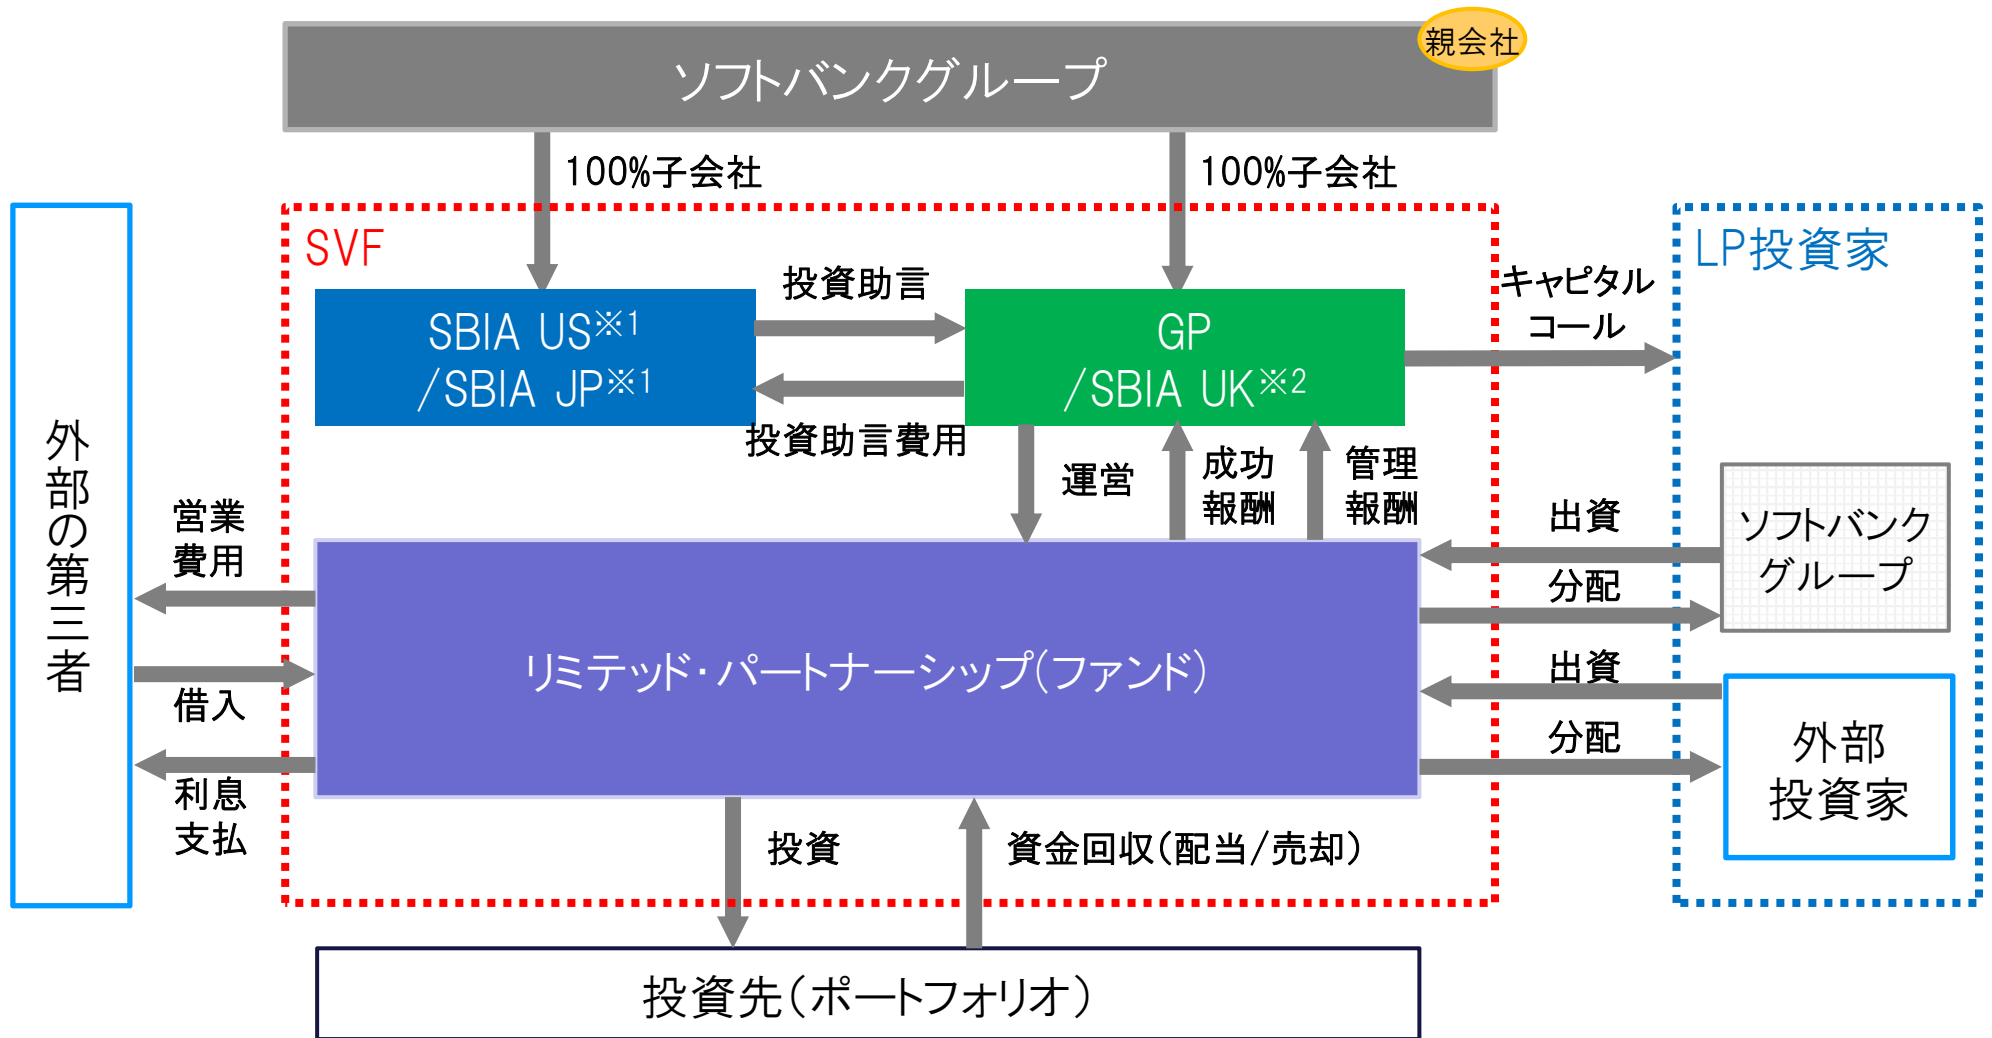 親会社
ソフトバンクグループ
100%子会社
100%子会社
SVF
LP投資家
SBIA US※1
/SBIA JP※1
投資助言
投資助言費用
GP
/SBIA UK※2
キャピタル
コール
運営
成功
報酬
管理
報酬
外部の第三者
営業
費用
借入
利息
支払
リミテッド・パートナーシップ(ファンド)
出資
分配
ソフトバンク
グループ
出資
分配
外部
投資家
投資
資金回収(配当/売却)
投資先(ポートフォリオ)